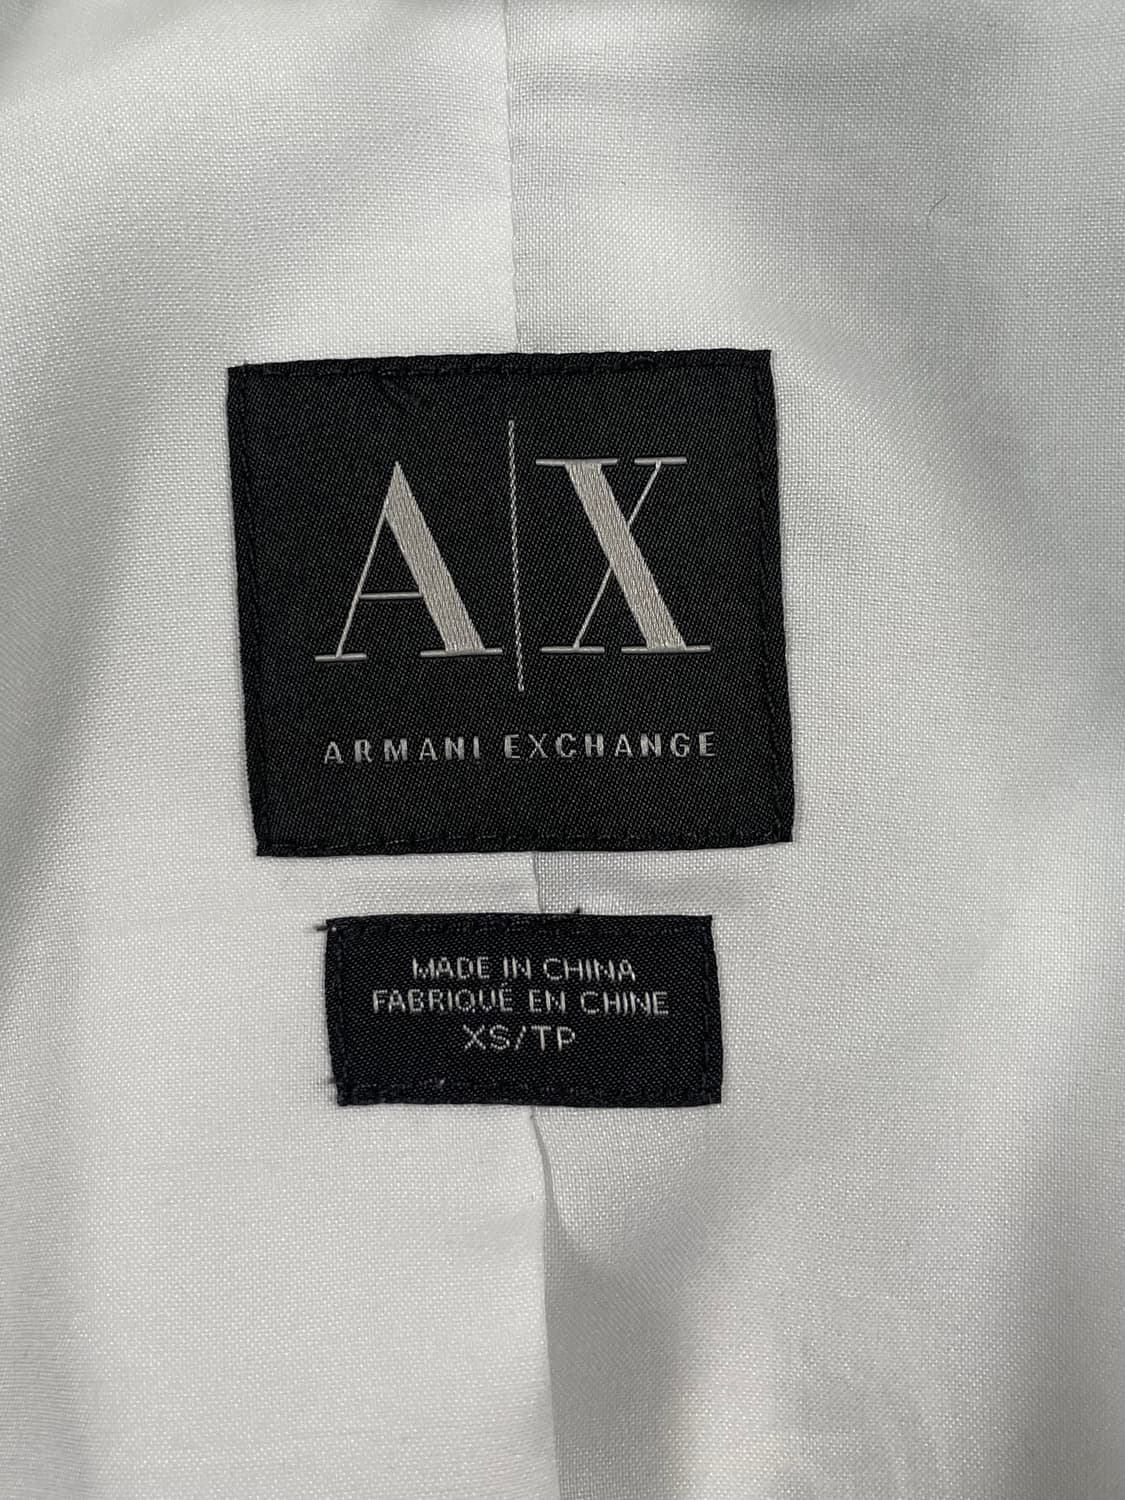 A|X
ARMANI EXCHANGE
MADE IN CHINA
FABRIQUÉ EN CHINE
XS/TP